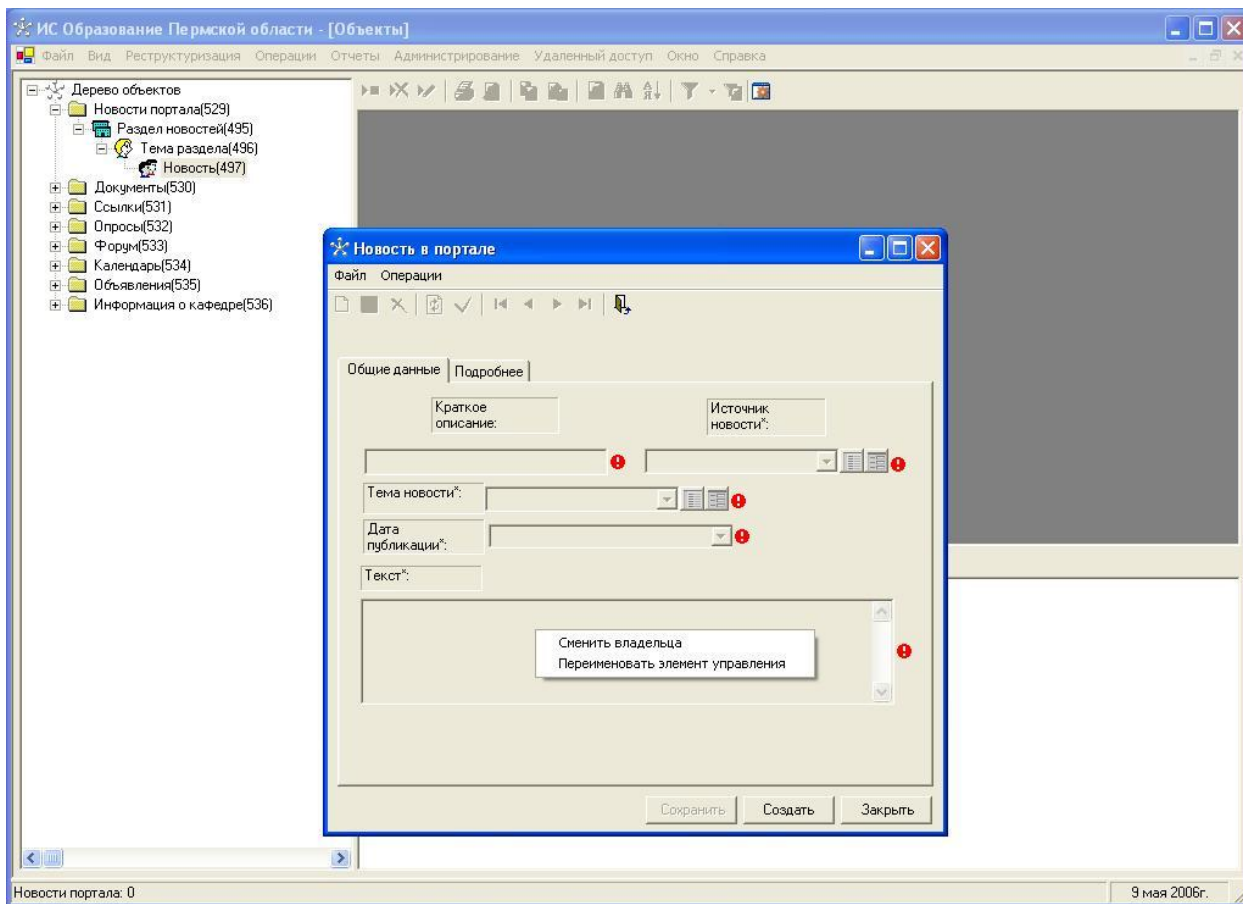 ИС Образование Пермской области - [Объекты]
Файл Вид Реструктуризация Операции Отчеты Администрирование Удаленный доступ Окно Справка
Дерево объектов
Новости портала(529)
Раздел новостей(495)
Тема раздела(496)
Новость(497)
Документы(530)
Ссылки(531)
Опросы(532)
Форум(533)
Календарь(534)
Объявления(535)
Информация о кафедре(536)
Новость в портале
Файл Операции
Общие данные Подробнее
Краткое
описание:
Источник
новости*:
Тема новости*:
Дата
публикации*:
Текст*:
Сменить владельца
Переименовать элемент управления
Сохранить Создать Закрыть
Новости портала: 0
9 мая 2006г.